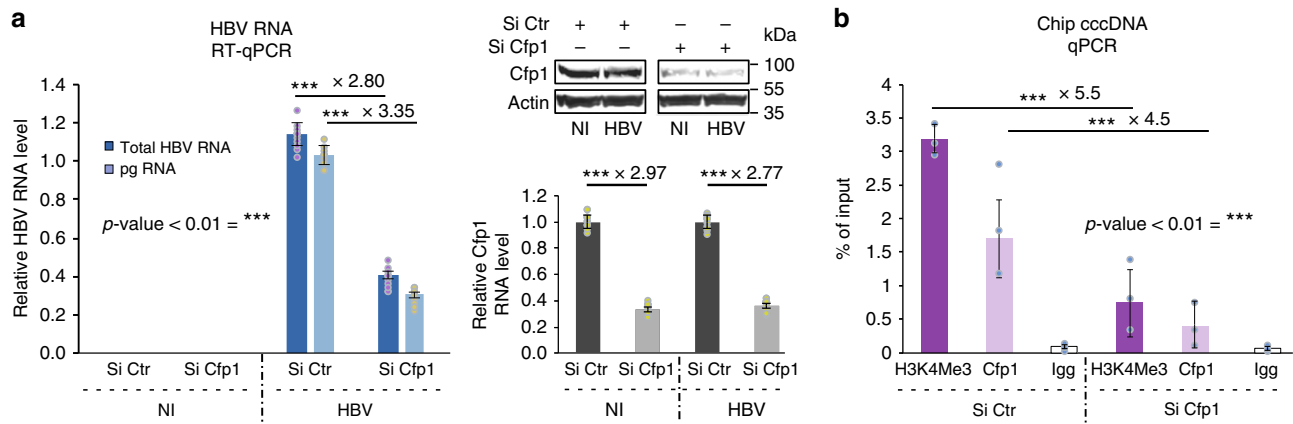 a
HBV RNA
RT-qPCR
Relative HBV RNA level
1.4
1.2
1.0
0.8
0.6
0.4
0.2
0.0
*** × 2.80
*** × 3.35
Total HBV RNA
pg RNA
p-value < 0.01 = ***
Si Ctr Si Cfp1 Si Ctr Si Cfp1
NI HBV
Si Ctr + + – –
Si Cfp1 – – + +
kDa
Cfp1
Actin
100
55
35
NI HBV NI HBV
*** × 2.97 *** × 2.77
Relative Cfp1
RNA level
1.2
1.0
0.8
0.6
0.4
0.2
0.0
Si Ctr Si Cfp1 Si Ctr Si Cfp1
NI HBV
b
Chip cccDNA
qPCR
% of input
4
3.5
3
2.5
2
1.5
1
0.5
0
*** × 5.5
*** × 4.5
p-value < 0.01 = ***
H3K4Me3 Cfp1 Igg H3K4Me3 Cfp1 Igg
Si Ctr Si Cfp1